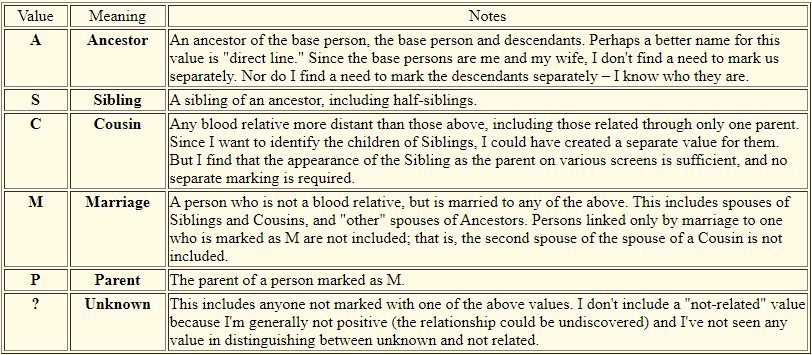 Value Meaning Notes
A Ancestor An ancestor of the base person, the base person and descendants. Perhaps a better name for this
value is "direct line." Since the base persons are me and my wife, I don't find a need to mark us
separately. Nor do I find a need to mark the descendants separately – I know who they are.
S Sibling A sibling of an ancestor, including half-siblings.
C Cousin Any blood relative more distant than those above, including those related through only one parent.
Since I want to identify the children of Siblings, I could have created a separate value for them.
But I find that the appearance of the Sibling as the parent on various screens is sufficient, and no
separate marking is required.
M Marriage A person who is not a blood relative, but is married to any of the above. This includes spouses of
Siblings and Cousins, and "other" spouses of Ancestors. Persons linked only by marriage to one
who is marked as M are not included; that is, the second spouse of the spouse of a Cousin is not
included.
P Parent The parent of a person marked as M.
? Unknown This includes anyone not marked with one of the above values. I don't include a "not-related" value
because I'm generally not positive (the relationship could be undiscovered) and I've not seen any
value in distinguishing between unknown and not related.